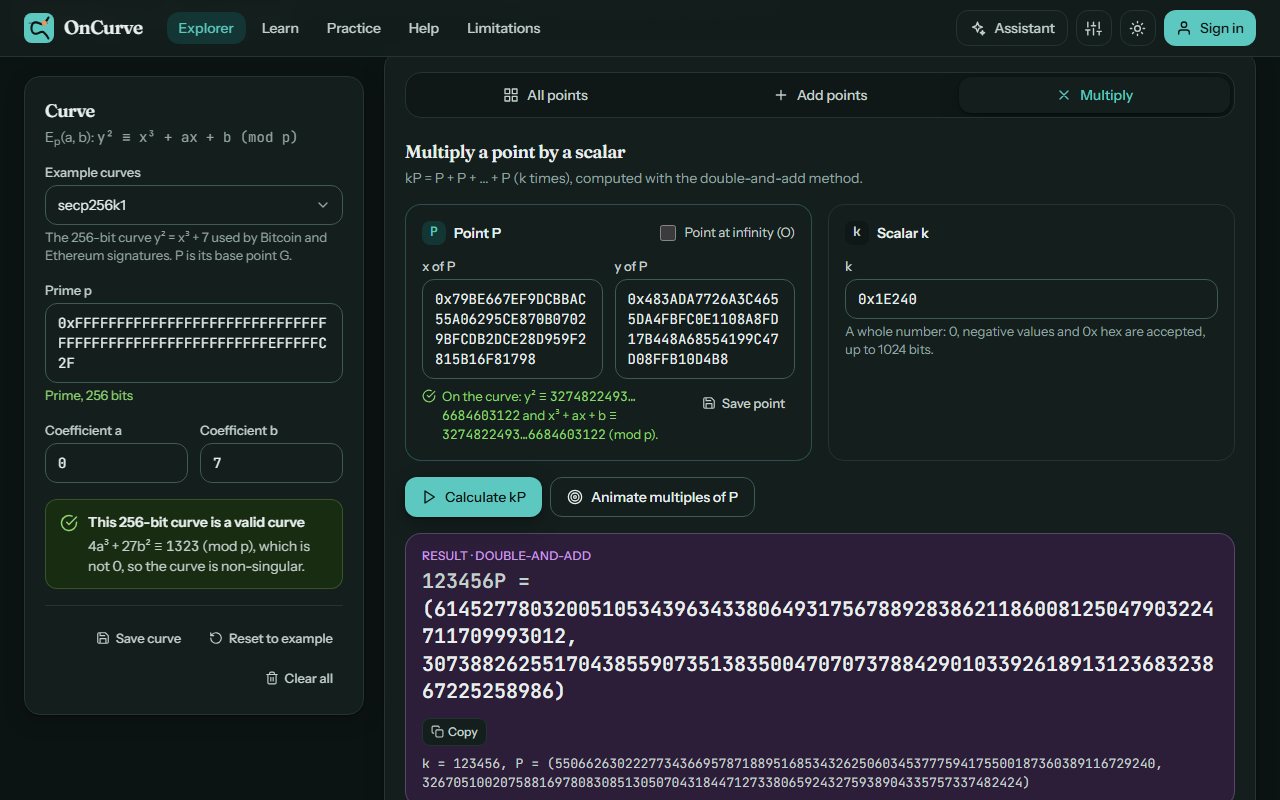 OnCurve Explorer Learn Practice Help Limitations Assistant Sign in
Curve
Eₚ(a, b): y² ≡ x³ + ax + b (mod p)
Example curves
secp256k1
The 256-bit curve y² = x³ + 7 used by Bitcoin and
Ethereum signatures. P is its base point G.
Prime p
0xFFFFFFFFFFFFFFFFFFFFFFFFFFFFFF
FFFFFFFFFFFFFFFFFFFFFFFFFEFFFFFC
2F
Prime, 256 bits
Coefficient a
0
Coefficient b
7
This 256-bit curve is a valid curve
4a³ + 27b² ≡ 1323 (mod p), which is
not 0, so the curve is non-singular.
Save curve
Reset to example
Clear all
All points
Add points
Multiply
Multiply a point by a scalar
kP = P + P + … + P (k times), computed with the double-and-add method.
P Point P
Point at infinity (O)
x of P
0x79BE667EF9DCBBAC
55A06295CE870B0702
9BFCDB2DCE28D959F2
815B16F81798
y of P
0x483ADA7726A3C465
5DA4FBFC0E1108A8FD
17B448A68554199C47
D08FFB10D4B8
On the curve: y² ≡ 3274822493…
6684603122 and x³ + ax + b ≡
3274822493…6684603122 (mod p).
Save point
k Scalar k
k
0x1E240
A whole number: 0, negative values and 0x hex are accepted,
up to 1024 bits.
Calculate kP
Animate multiples of P
RESULT · DOUBLE-AND-ADD
123456P =
(614527780320051053439634338064931756788928386211860081250479032247
11709993012,
307388262551704385590735138350047070737884290103392618913123683238
67225258986)
Copy
k = 123456, P = (55066263022277343669578718895168534326250603453777594175500187360389116729240,
32670510020758816978083085130507043184471273380659243275938904335757337482424)